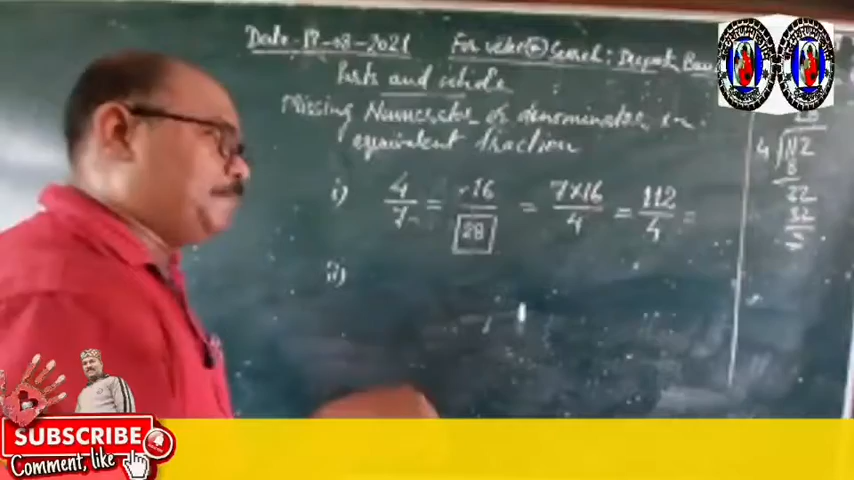 Date-17-08-2021
For video Search: Deepak
Parts and whole
Missing Numerator or denominator in
equivalent fraction
i) 4/7 = 16/28 = 7×16/4 = 112/4 =
ii)
4)112
8
32
32
SUBSCRIBE
Comment, like